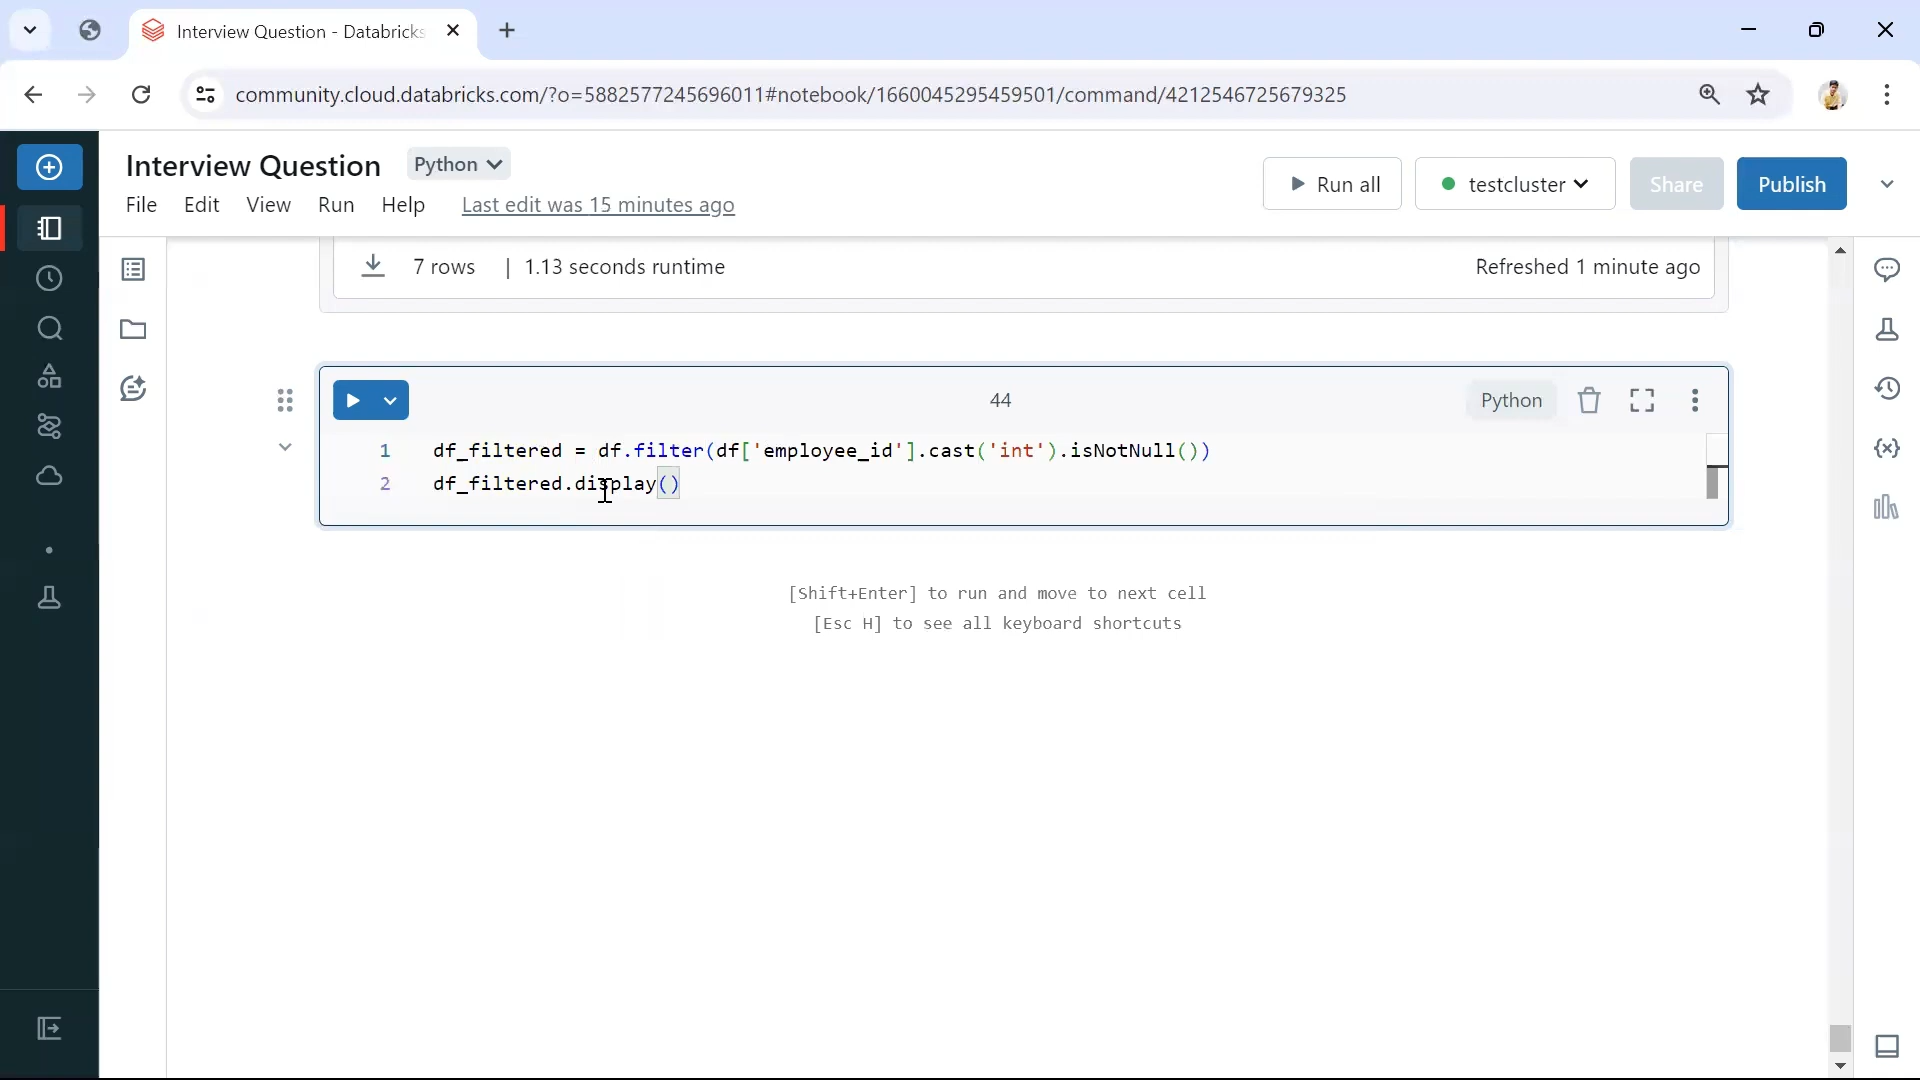 Interview Question - Databricks
community.cloud.databricks.com/?o=5882577245696011#notebook/1660045295459501/command/4212546725679325
Interview Question Python
Run all testcluster Share Publish
File Edit View Run Help Last edit was 15 minutes ago
7 rows | 1.13 seconds runtime Refreshed 1 minute ago
44 Python
1 df_filtered = df.filter(df['employee_id'].cast('int').isNotNull())
2 df_filtered.display()
[Shift+Enter] to run and move to next cell
[Esc H] to see all keyboard shortcuts